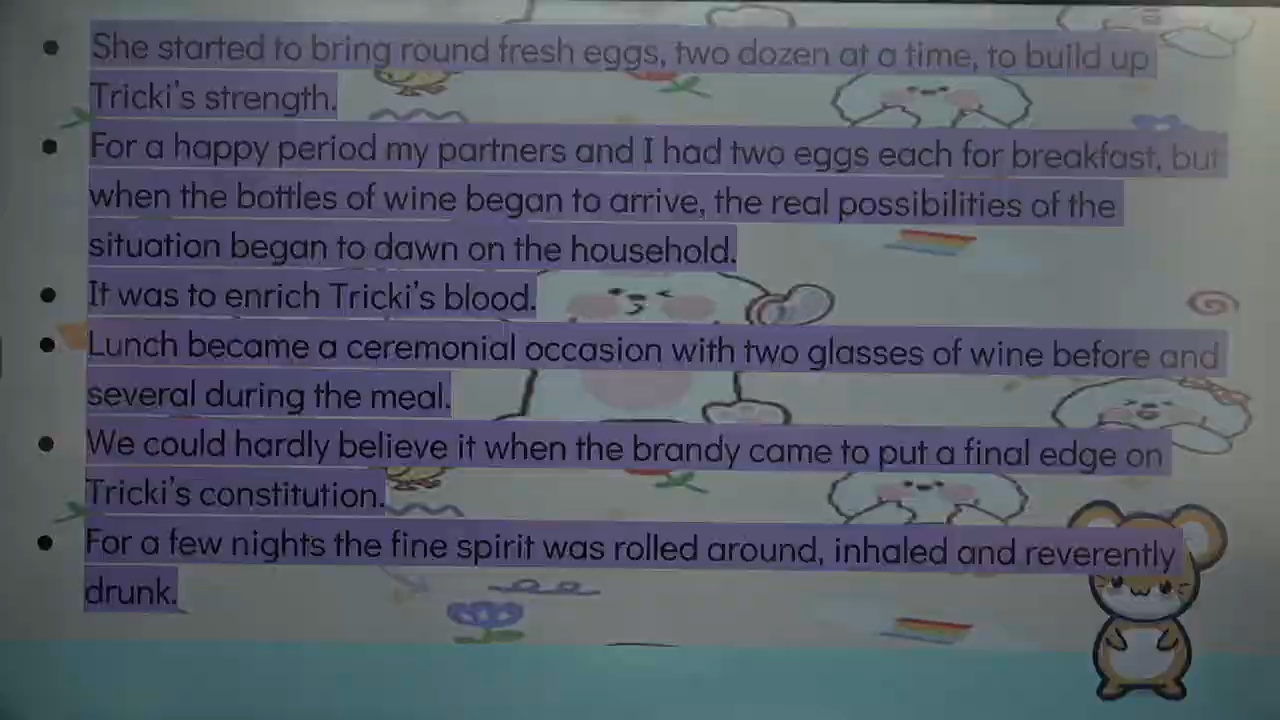 • She started to bring round fresh eggs, two dozen at a time, to build up
Tricki's strength.
• For a happy period my partners and I had two eggs each for breakfast, but
when the bottles of wine began to arrive, the real possibilities of the
situation began to dawn on the household.
• It was to enrich Tricki's blood.
• Lunch became a ceremonial occasion with two glasses of wine before and
several during the meal.
• We could hardly believe it when the brandy came to put a final edge on
Tricki's constitution.
• For a few nights the fine spirit was rolled around, inhaled and reverently
drunk.